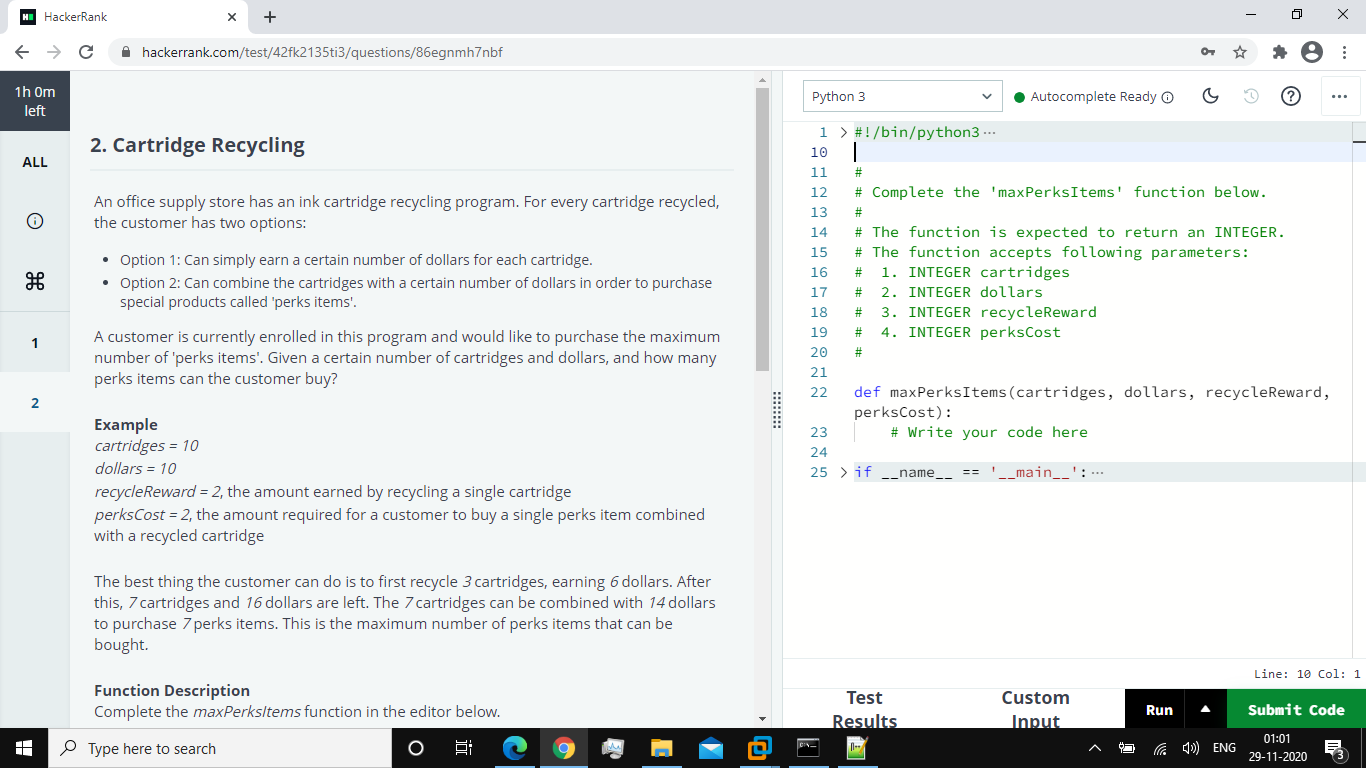 HackerRank
hackerrank.com/test/42fk2135ti3/questions/86egnmh7nbf
1h 0m
left
ALL
1
2
2. Cartridge Recycling
An office supply store has an ink cartridge recycling program. For every cartridge recycled,
the customer has two options:
• Option 1: Can simply earn a certain number of dollars for each cartridge.
• Option 2: Can combine the cartridges with a certain number of dollars in order to purchase
special products called 'perks items'.
A customer is currently enrolled in this program and would like to purchase the maximum
number of 'perks items'. Given a certain number of cartridges and dollars, and how many
perks items can the customer buy?
Example
cartridges = 10
dollars = 10
recycleReward = 2, the amount earned by recycling a single cartridge
perksCost = 2, the amount required for a customer to buy a single perks item combined
with a recycled cartridge
The best thing the customer can do is to first recycle 3 cartridges, earning 6 dollars. After
this, 7 cartridges and 16 dollars are left. The 7 cartridges can be combined with 14 dollars
to purchase 7 perks items. This is the maximum number of perks items that can be
bought.
Function Description
Complete the maxPerksItems function in the editor below.
Python 3
Autocomplete Ready
1 #!/bin/python3 ···
10
11 #
12 # Complete the 'maxPerksItems' function below.
13 #
14 # The function is expected to return an INTEGER.
15 # The function accepts following parameters:
16 #  1. INTEGER cartridges
17 #  2. INTEGER dollars
18 #  3. INTEGER recycleReward
19 #  4. INTEGER perksCost
20 #
21
22 def maxPerksItems(cartridges, dollars, recycleReward,
perksCost):
23     # Write your code here
24
25 if __name__ == '__main__': ···
Line: 10 Col: 1
Test
Results
Custom
Input
Run
Submit Code
Type here to search
ENG
01:01
29-11-2020
3